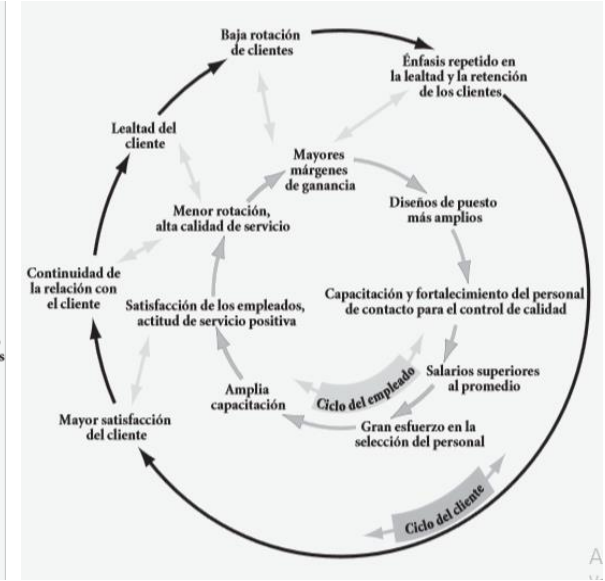 Baja rotación
de clientes
Énfasis repetido en
la lealtad y la retención
de los clientes
Lealtad del
cliente
Mayores
márgenes
de ganancia
Diseños de puesto
más amplios
Menor rotación,
alta calidad de servicio
Continuidad de
la relación con
el cliente
Satisfacción de los empleados,
actitud de servicio positiva
Capacitación y fortalecimiento del personal
de contacto para el control de calidad
Salarios superiores
al promedio
Amplia
capacitación
Ciclo del empleado
Gran esfuerzo en la
selección del personal
Mayor satisfacción
del cliente
Ciclo del cliente